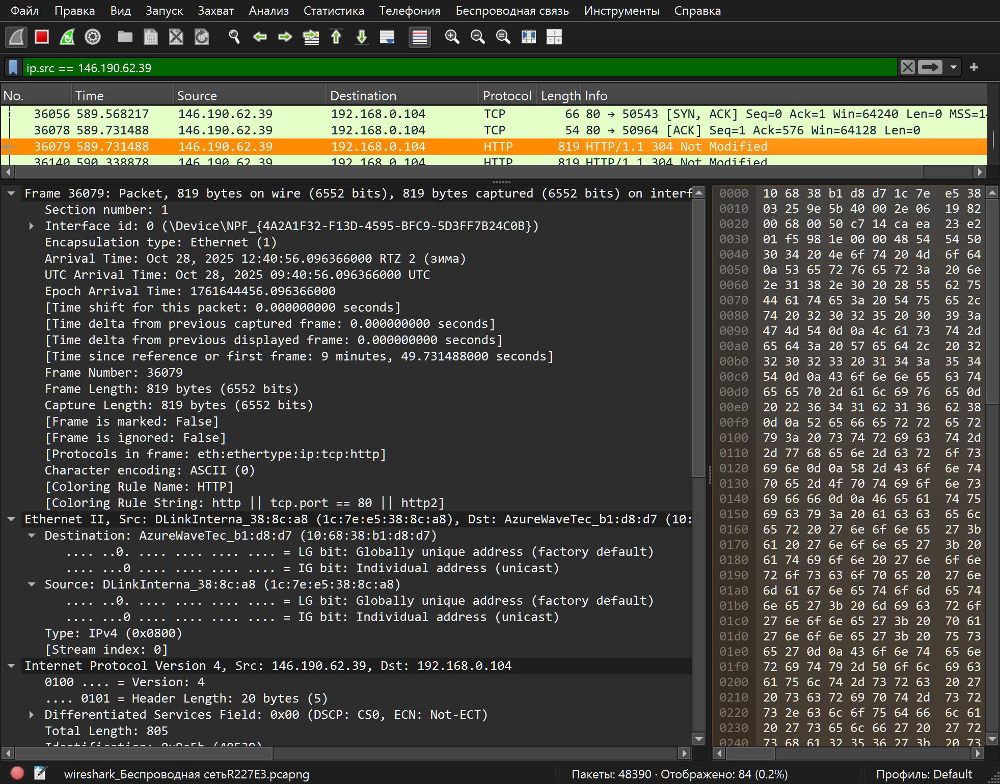 Файл Правка Вид Запуск Захват Анализ Статистика Телефония Беспроводная связь Инструменты Справка
ip.src == 146.190.62.39
No. Time Source Destination Protocol Length Info
36056 589.568217 146.190.62.39 192.168.0.104 TCP 66 80 → 50543 [SYN, ACK] Seq=0 Ack=1 Win=64240 Len=0 MSS=14
36078 589.731488 146.190.62.39 192.168.0.104 TCP 54 80 → 50964 [ACK] Seq=1 Ack=576 Win=64128 Len=0
36079 589.731488 146.190.62.39 192.168.0.104 HTTP 819 HTTP/1.1 304 Not Modified
36140 590.338878 146.190.62.39 192.168.0.104 HTTP 819 HTTP/1.1 304 Not Modified
Frame 36079: Packet, 819 bytes on wire (6552 bits), 819 bytes captured (6552 bits) on interf
Section number: 1
Interface id: 0 (\Device\NPF_{4A2A1F32-F13D-4595-BFC9-5D3FF7B24C0B})
Encapsulation type: Ethernet (1)
Arrival Time: Oct 28, 2025 12:40:56.096366000 RTZ 2 (зима)
UTC Arrival Time: Oct 28, 2025 09:40:56.096366000 UTC
Epoch Arrival Time: 1761644456.096366000
[Time shift for this packet: 0.000000000 seconds]
[Time delta from previous captured frame: 0.000000000 seconds]
[Time delta from previous displayed frame: 0.000000000 seconds]
[Time since reference or first frame: 9 minutes, 49.731488000 seconds]
Frame Number: 36079
Frame Length: 819 bytes (6552 bits)
Capture Length: 819 bytes (6552 bits)
[Frame is marked: False]
[Frame is ignored: False]
[Protocols in frame: eth:ethertype:ip:tcp:http]
Character encoding: ASCII (0)
[Coloring Rule Name: HTTP]
[Coloring Rule String: http || tcp.port == 80 || http2]
Ethernet II, Src: DLinkInterna_38:8c:a8 (1c:7e:e5:38:8c:a8), Dst: AzureWaveTec_b1:d8:d7 (10:
Destination: AzureWaveTec_b1:d8:d7 (10:68:38:b1:d8:d7)
.... ..0. .... .... .... .... = LG bit: Globally unique address (factory default)
.... ...0 .... .... .... .... = IG bit: Individual address (unicast)
Source: DLinkInterna_38:8c:a8 (1c:7e:e5:38:8c:a8)
.... ..0. .... .... .... .... = LG bit: Globally unique address (factory default)
.... ...0 .... .... .... .... = IG bit: Individual address (unicast)
Type: IPv4 (0x0800)
[Stream index: 0]
Internet Protocol Version 4, Src: 146.190.62.39, Dst: 192.168.0.104
0100 .... = Version: 4
.... 0101 = Header Length: 20 bytes (5)
Differentiated Services Field: 0x00 (DSCP: CS0, ECN: Not-ECT)
Total Length: 805
Identification: 0x9e5b (40539)
0000 10 68 38 b1 d8 d7 1c 7e e5 38
0010 03 25 9e 5b 40 00 2e 06 19 82
0020 00 68 00 50 c7 14 ca ea 23 e2
0030 01 f5 98 1e 00 00 48 54 54 50
0040 30 34 20 4e 6f 74 20 4d 6f 64
0050 0a 53 65 72 76 65 72 3a 20 6e
0060 2e 31 38 2e 30 20 28 55 62 75
0070 44 61 74 65 3a 20 54 75 65 2c
0080 74 20 32 30 32 35 20 30 39 3a
0090 47 4d 54 0d 0a 4c 61 73 74 2d
00a0 65 64 3a 20 57 65 64 2c 20 32
00b0 32 30 32 33 20 31 34 3a 35 34
00c0 54 0d 0a 43 6f 6e 6e 65 63 74
00d0 65 65 70 2d 61 6c 69 76 65 0d
00e0 20 22 36 34 31 62 31 36 62 38
00f0 0d 0a 52 65 66 65 72 72 65 72
0100 79 3a 20 73 74 72 69 63 74 2d
0110 2d 77 68 65 6e 2d 63 72 6f 73
0120 69 6e 0d 0a 58 2d 43 6f 6e 74
0130 70 65 2d 4f 70 74 69 6f 6e 73
0140 69 66 66 0d 0a 46 65 61 74 75
0150 69 63 79 3a 20 61 63 63 65 6c
0160 65 72 20 27 6e 6f 6e 65 27 3b
0170 61 20 27 6e 6f 6e 65 27 3b 20
0180 61 74 69 6f 6e 20 27 6e 6f 6e
0190 72 6f 73 63 6f 70 65 20 27 6e
01a0 6d 61 67 6e 65 74 6f 6d 65 74
01b0 6e 65 27 3b 20 6d 69 63 72 6f
01c0 27 6e 6f 6e 65 27 3b 20 70 61
01d0 27 6e 6f 6e 65 27 3b 20 75 73
01e0 65 27 0d 0a 43 6f 6e 74 65 6e
01f0 72 69 74 79 2d 50 6f 6c 69 63
0200 61 75 6c 74 2d 73 72 63 20 27
0210 20 73 63 72 69 70 74 2d 73 72
0220 73 2e 63 6c 6f 75 64 66 6c 61
0230 20 27 73 65 6c 66 27 20 27 72
0240 73 68 61 32 35 36 27 3b 20 73
wireshark_Беспроводная сетьR227E3.pcapng
Пакеты: 48390 · Отображено: 84 (0.2%)
Профиль: Default